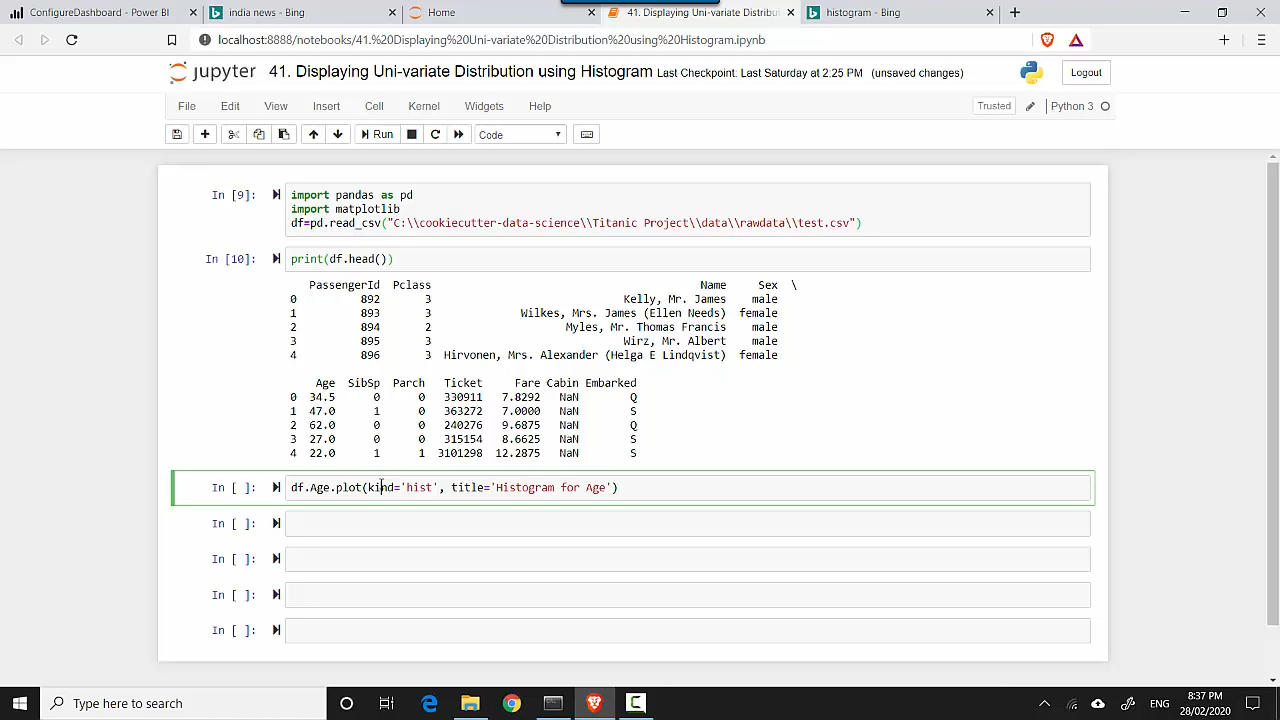 ConfigureDashboard - Power BI
india news - Bing
Home
41. Displaying Uni-variate Distribut
histogram - Bing
localhost:8888/notebooks/41.%20Displaying%20Uni-variate%20Distribution%20using%20Histogram.ipynb
jupyter 41. Displaying Uni-variate Distribution using Histogram Last Checkpoint: Last Saturday at 2:25 PM (unsaved changes)
Logout
File Edit View Insert Cell Kernel Widgets Help
Trusted
Python 3
Run
Code
In [9]:
import pandas as pd
import matplotlib
df=pd.read_csv("C:\\cookiecutter-data-science\\Titanic Project\\data\\rawdata\\test.csv")
In [10]:
print(df.head())
PassengerId Pclass Name Sex \
0 892 3 Kelly, Mr. James male
1 893 3 Wilkes, Mrs. James (Ellen Needs) female
2 894 2 Myles, Mr. Thomas Francis male
3 895 3 Wirz, Mr. Albert male
4 896 3 Hirvonen, Mrs. Alexander (Helga E Lindqvist) female
Age SibSp Parch Ticket Fare Cabin Embarked
0 34.5 0 0 330911 7.8292 NaN Q
1 47.0 1 0 363272 7.0000 NaN S
2 62.0 0 0 240276 9.6875 NaN Q
3 27.0 0 0 315154 8.6625 NaN S
4 22.0 1 1 3101298 12.2875 NaN S
In [ ]:
df.Age.plot(kind='hist', title='Histogram for Age')
In [ ]:
In [ ]:
In [ ]:
In [ ]:
Type here to search
ENG
8:37 PM
28/02/2020